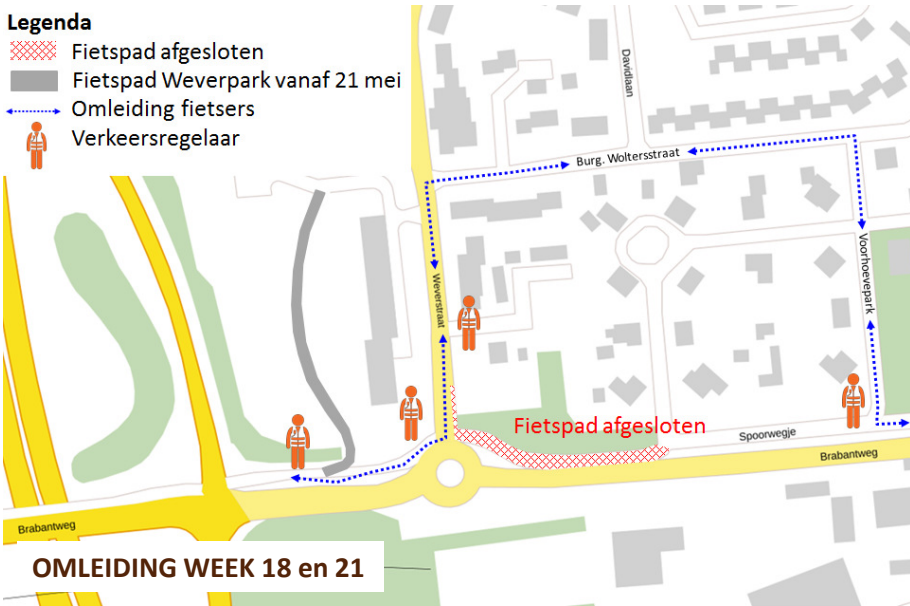 Legenda
Fietspad afgesloten
Fietspad Weverpark vanaf 21 mei
Omleiding fietsers
Verkeersregelaar
Davidlaan
Burg. Woltersstraat
Voorhoevepark
Weverstraat
Fietspad afgesloten
Spoorwegje
Brabantweg
Brabantweg
OMLEIDING WEEK 18 en 21